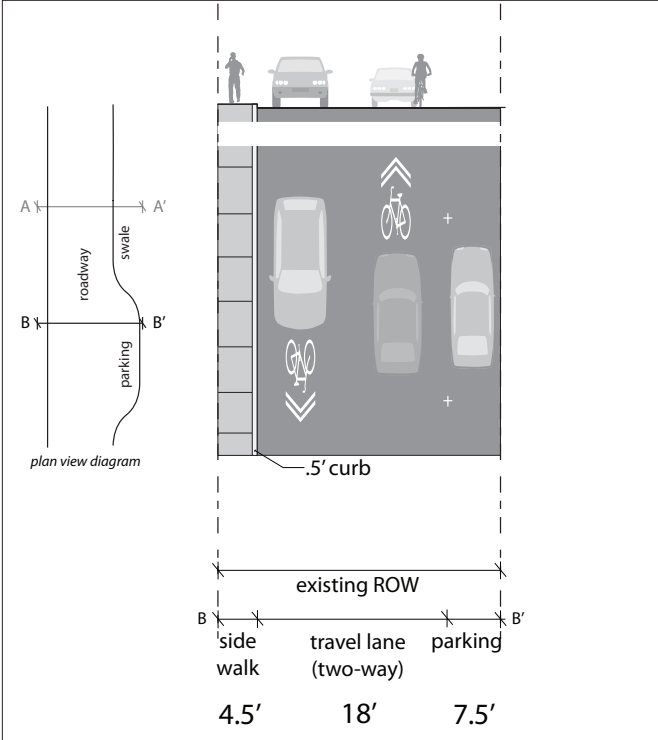 A
A’
swale
roadway
B
B’
parking
plan view diagram
.5’ curb
existing ROW
B
B’
side
walk
travel lane
(two-way)
parking
4.5’
18’
7.5’